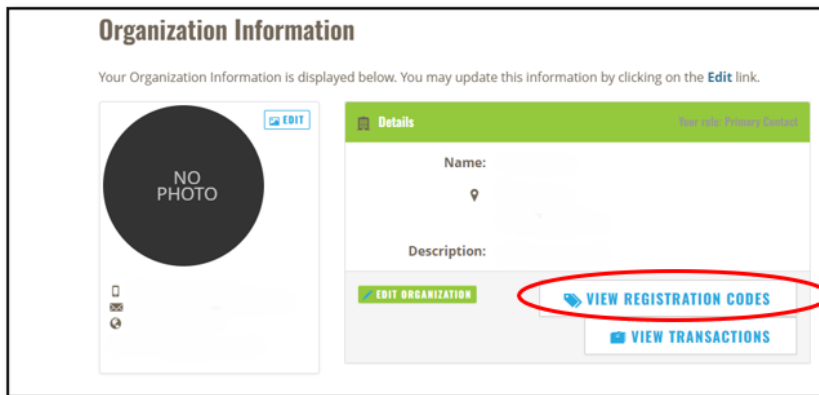 Organization Information
Your Organization Information is displayed below. You may update this information by clicking on the Edit link.
EDIT
NO
PHOTO
Details
Your role: Primary Contact
Name:
Description:
EDIT ORGANIZATION
VIEW REGISTRATION CODES
VIEW TRANSACTIONS